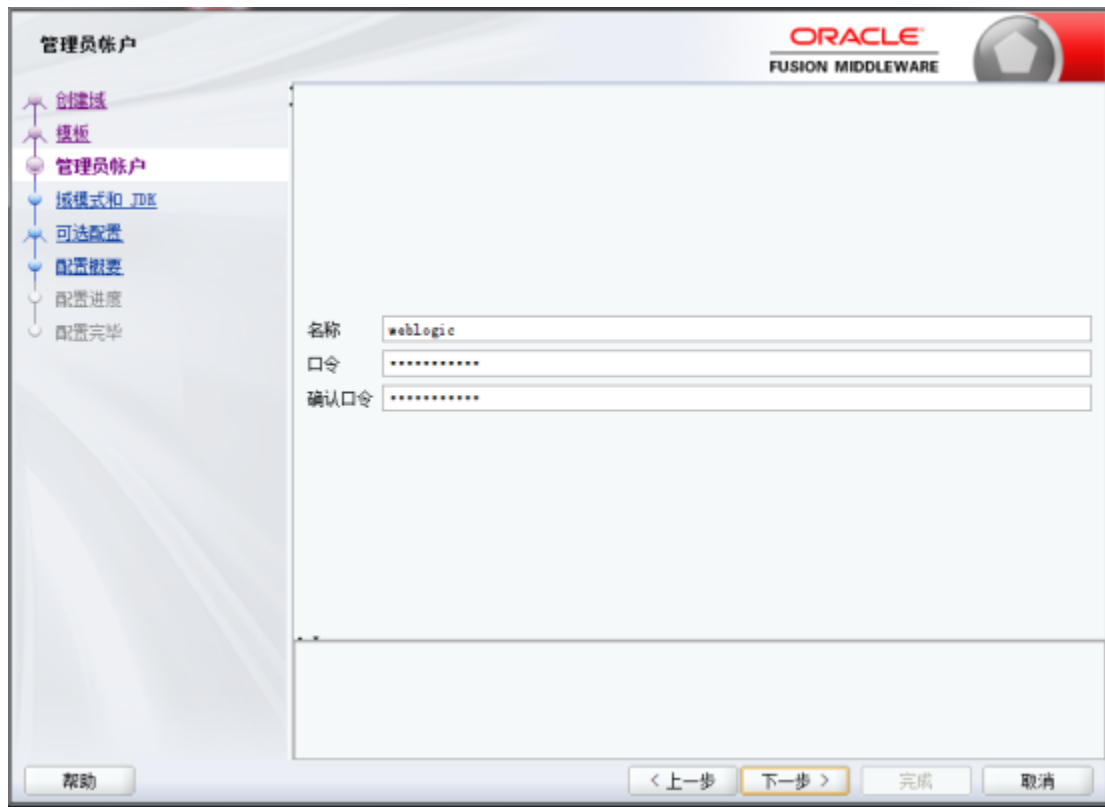 管理员帐户
ORACLE
FUSION MIDDLEWARE
创建域
模板
管理员帐户
域模式和 JDK
可选配置
配置概要
配置进度
配置完毕
名称 weblogic
口令 •••••••••••
确认口令 •••••••••••
帮助
< 上一步
下一步 >
完成
取消